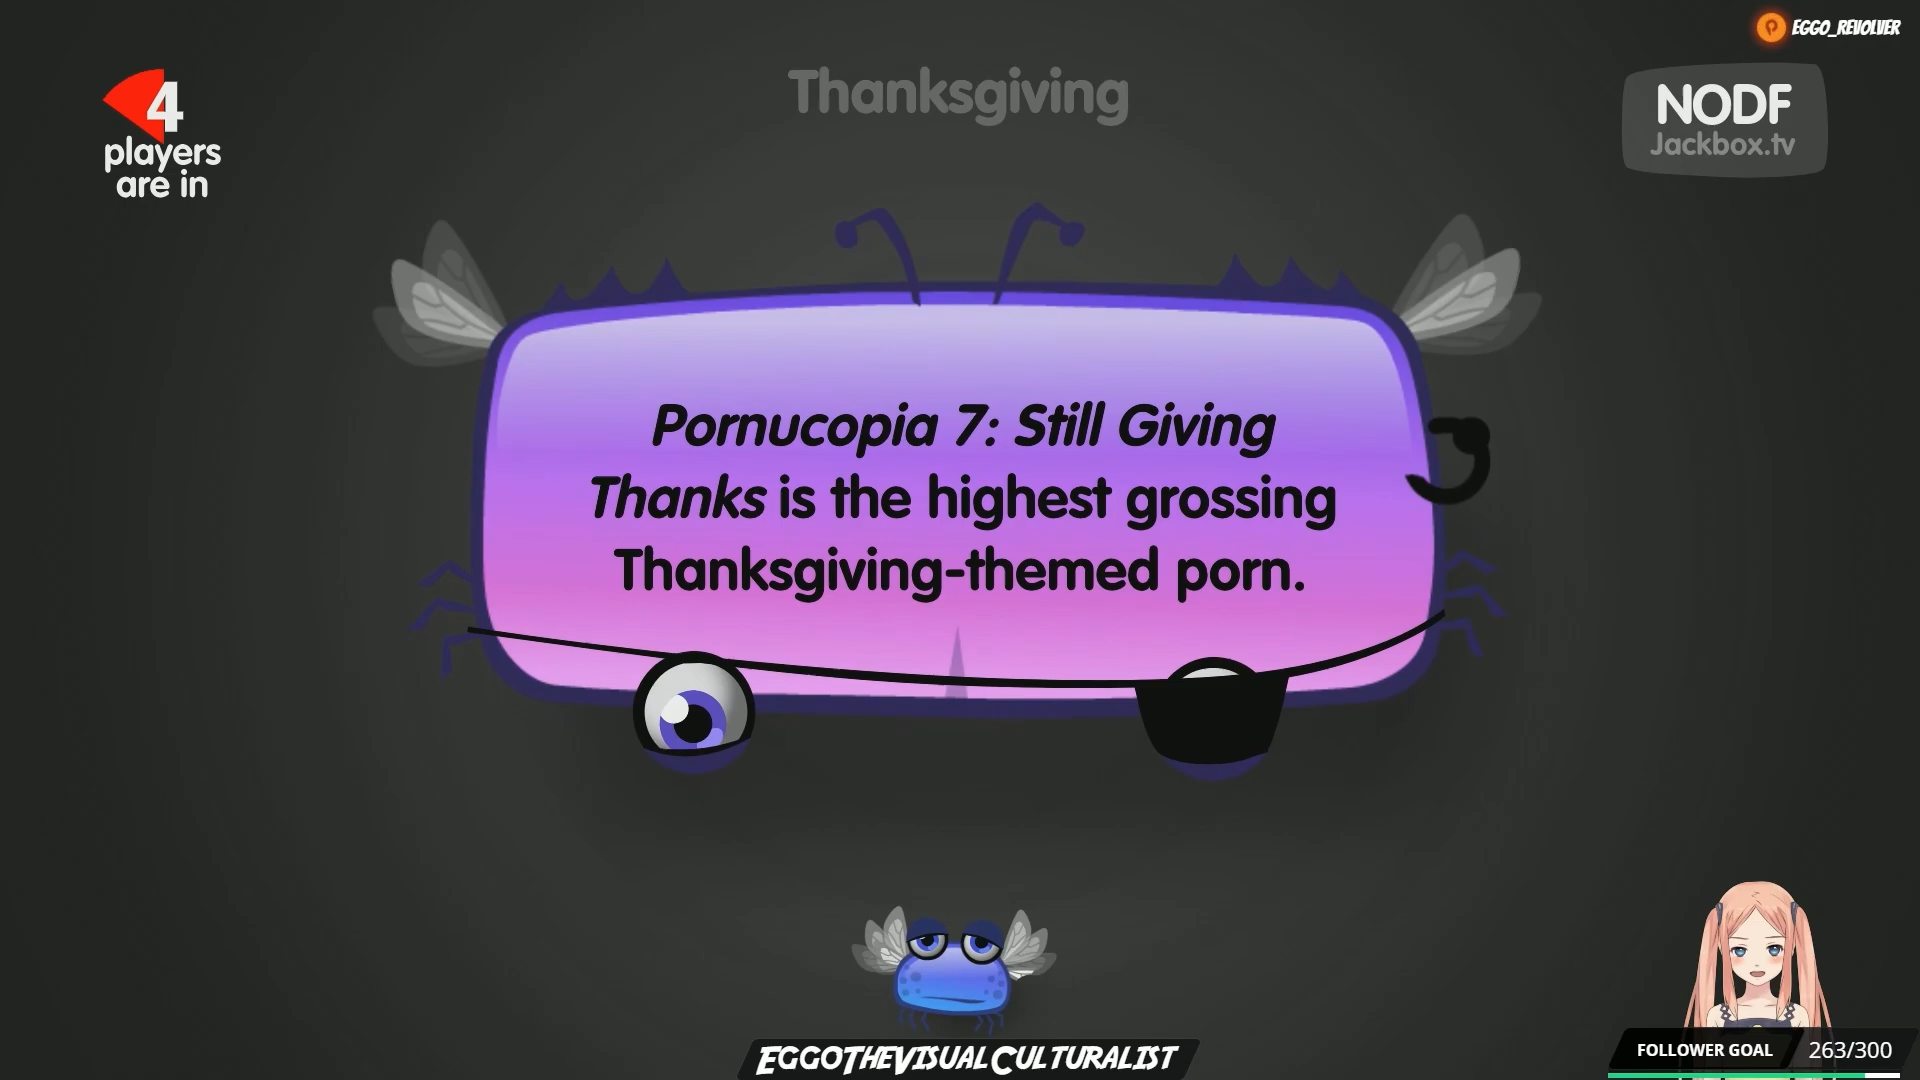 EGGO_REVOLVER
Thanksgiving
4
players
are in
NODF
Jackbox.tv
Pornucopia 7: Still Giving
Thanks is the highest grossing
Thanksgiving-themed porn.
EGGOTHEVISUALCULTURALIST
FOLLOWER GOAL 263/300